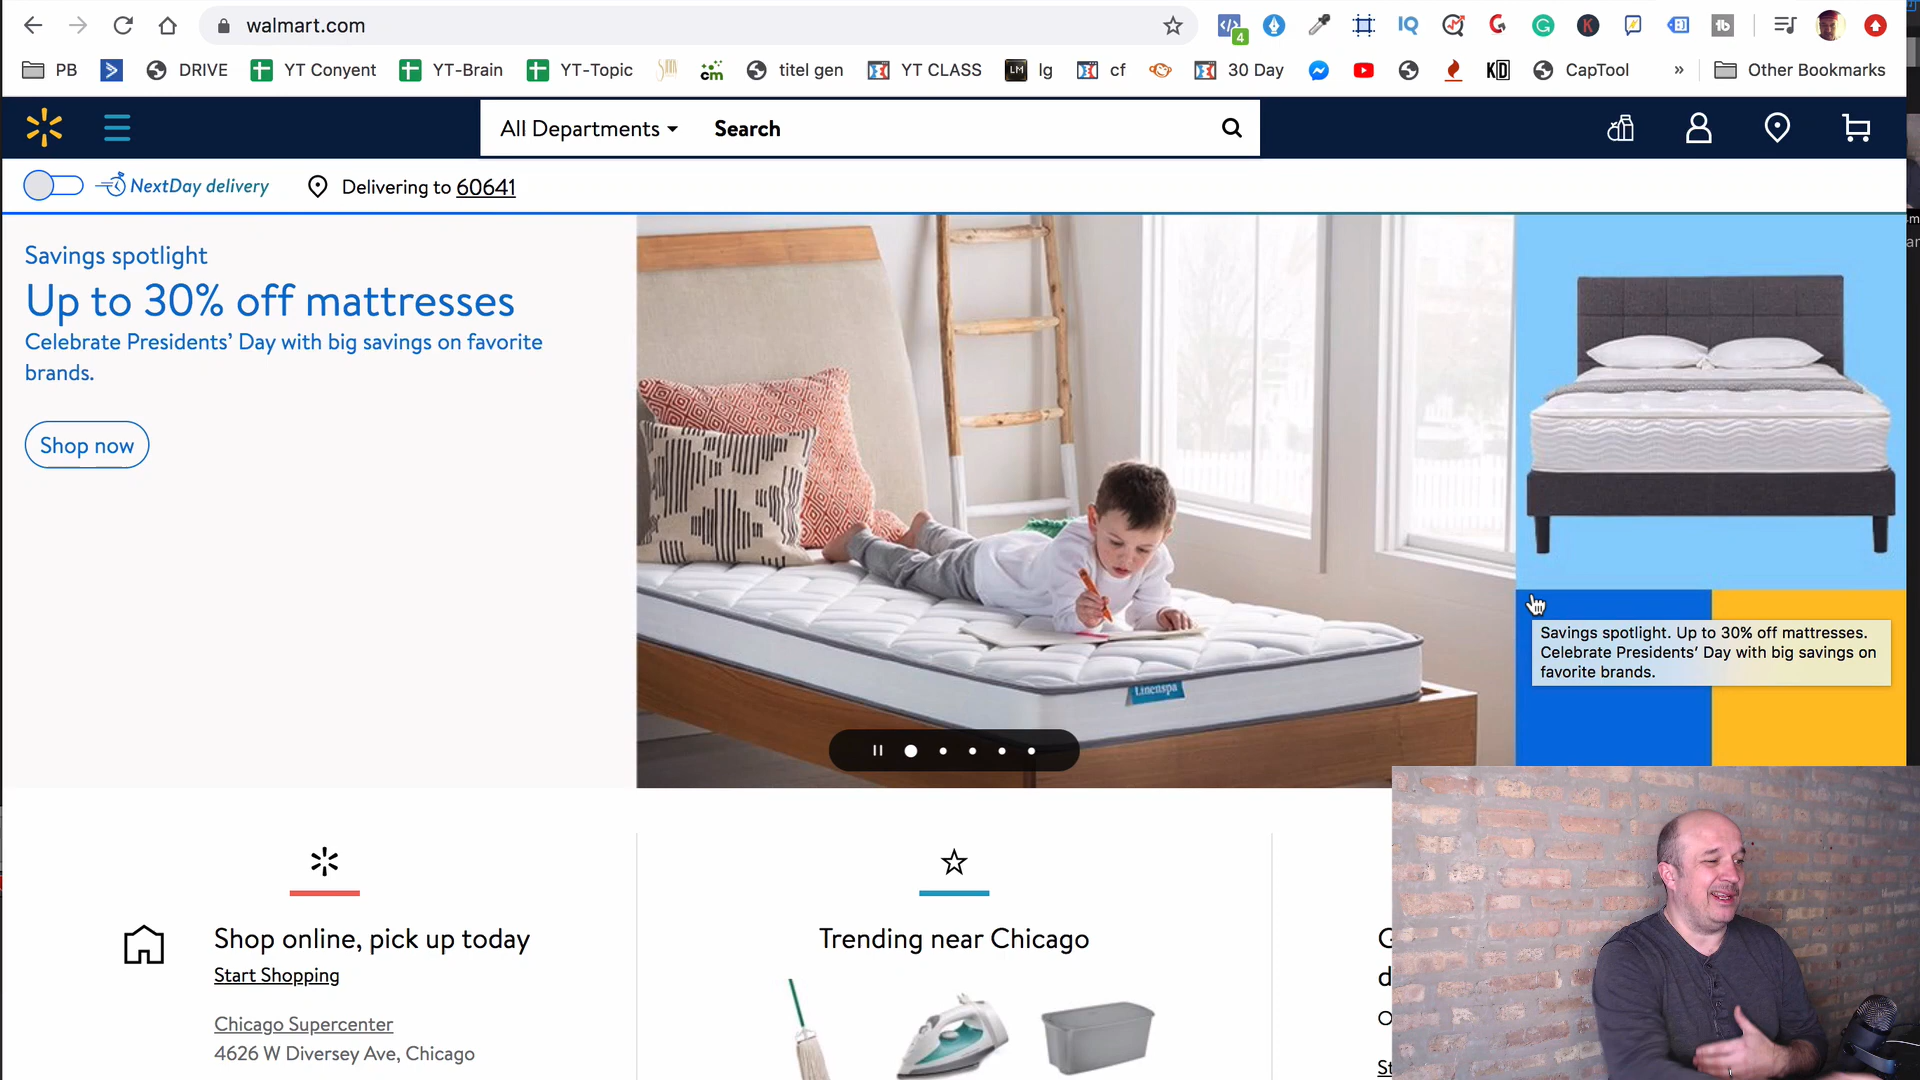 walmart.com
4
PB
DRIVE
YT Conyent
YT-Brain
YT-Topic
cm
titel gen
YT CLASS
LM
lg
cf
30 Day
KD
CapTool
»
Other Bookmarks
All Departments
Search
NextDay delivery
Delivering to 60641
Savings spotlight
Up to 30% off mattresses
Celebrate Presidents’ Day with big savings on favorite
brands.
Shop now
Linenspa
Savings spotlight. Up to 30% off mattresses.
Celebrate Presidents’ Day with big savings on
favorite brands.
Shop online, pick up today
Start Shopping
Chicago Supercenter
4626 W Diversey Ave, Chicago
Trending near Chicago